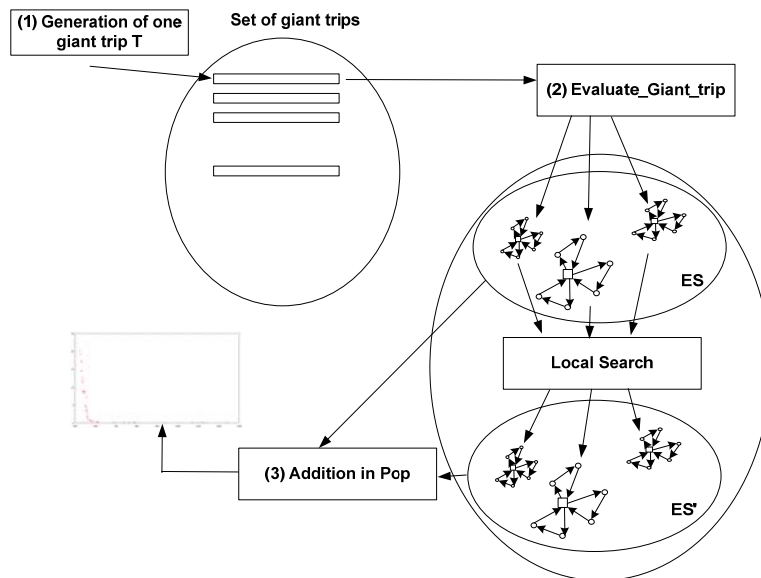 (1) Generation of one
giant trip T
Set of giant trips
(2) Evaluate_Giant_trip
ES
Local Search
(3) Addition in Pop
ES'